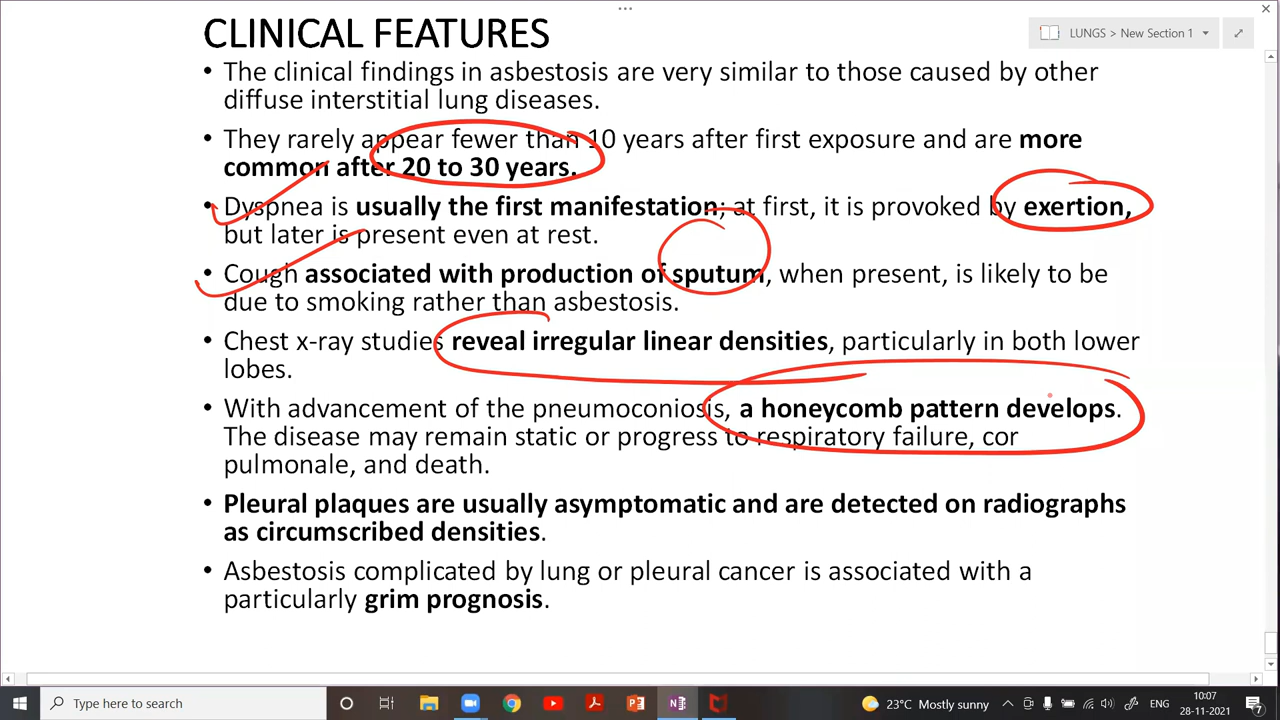 CLINICAL FEATURES
LUNGS > New Section 1
• The clinical findings in asbestosis are very similar to those caused by other
diffuse interstitial lung diseases.
• They rarely appear fewer than 10 years after first exposure and are more
common after 20 to 30 years.
• Dyspnea is usually the first manifestation; at first, it is provoked by exertion,
but later is present even at rest.
• Cough associated with production of sputum, when present, is likely to be
due to smoking rather than asbestosis.
• Chest x-ray studies reveal irregular linear densities, particularly in both lower
lobes.
• With advancement of the pneumoconiosis, a honeycomb pattern develops.
The disease may remain static or progress to respiratory failure, cor
pulmonale, and death.
• Pleural plaques are usually asymptomatic and are detected on radiographs
as circumscribed densities.
• Asbestosis complicated by lung or pleural cancer is associated with a
particularly grim prognosis.
Type here to search
23°C Mostly sunny
ENG
10:07
28-11-2021
7